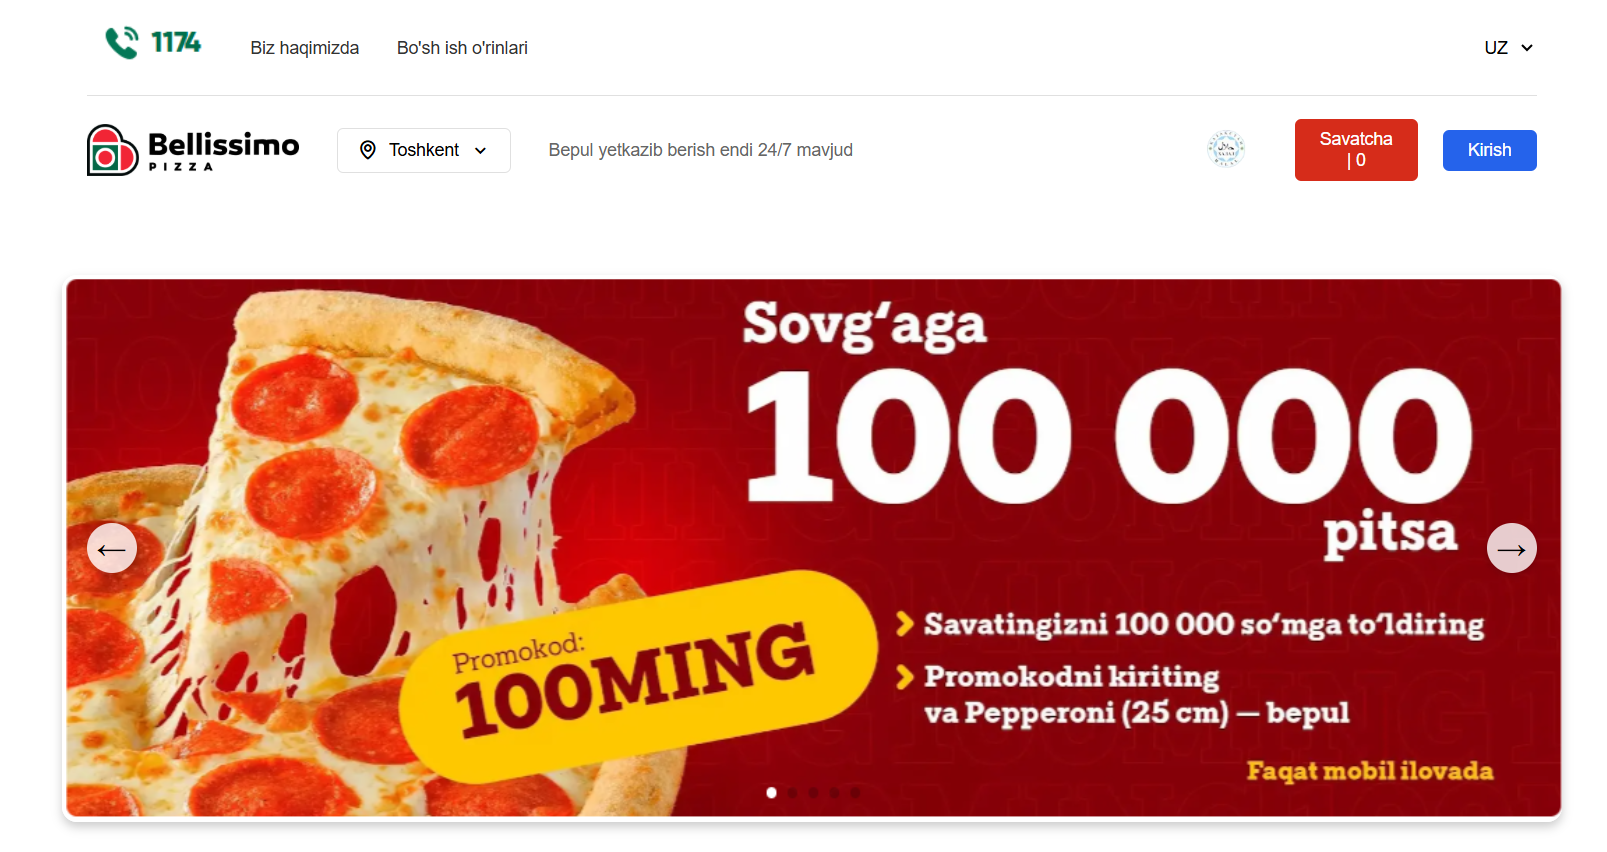 1174
Biz haqimizda
Bo'sh ish o'rinlari
UZ
Bellissimo
PIZZA
Toshkent
Bepul yetkazib berish endi 24/7 mavjud
Savatcha
| 0
Kirish
Sovg‘aga
100 000
pitsa
Promokod:
100MING
Savatingizni 100 000 so‘mga to‘ldiring
Promokodni kiriting
va Pepperoni (25 cm) — bepul
Faqat mobil ilovada